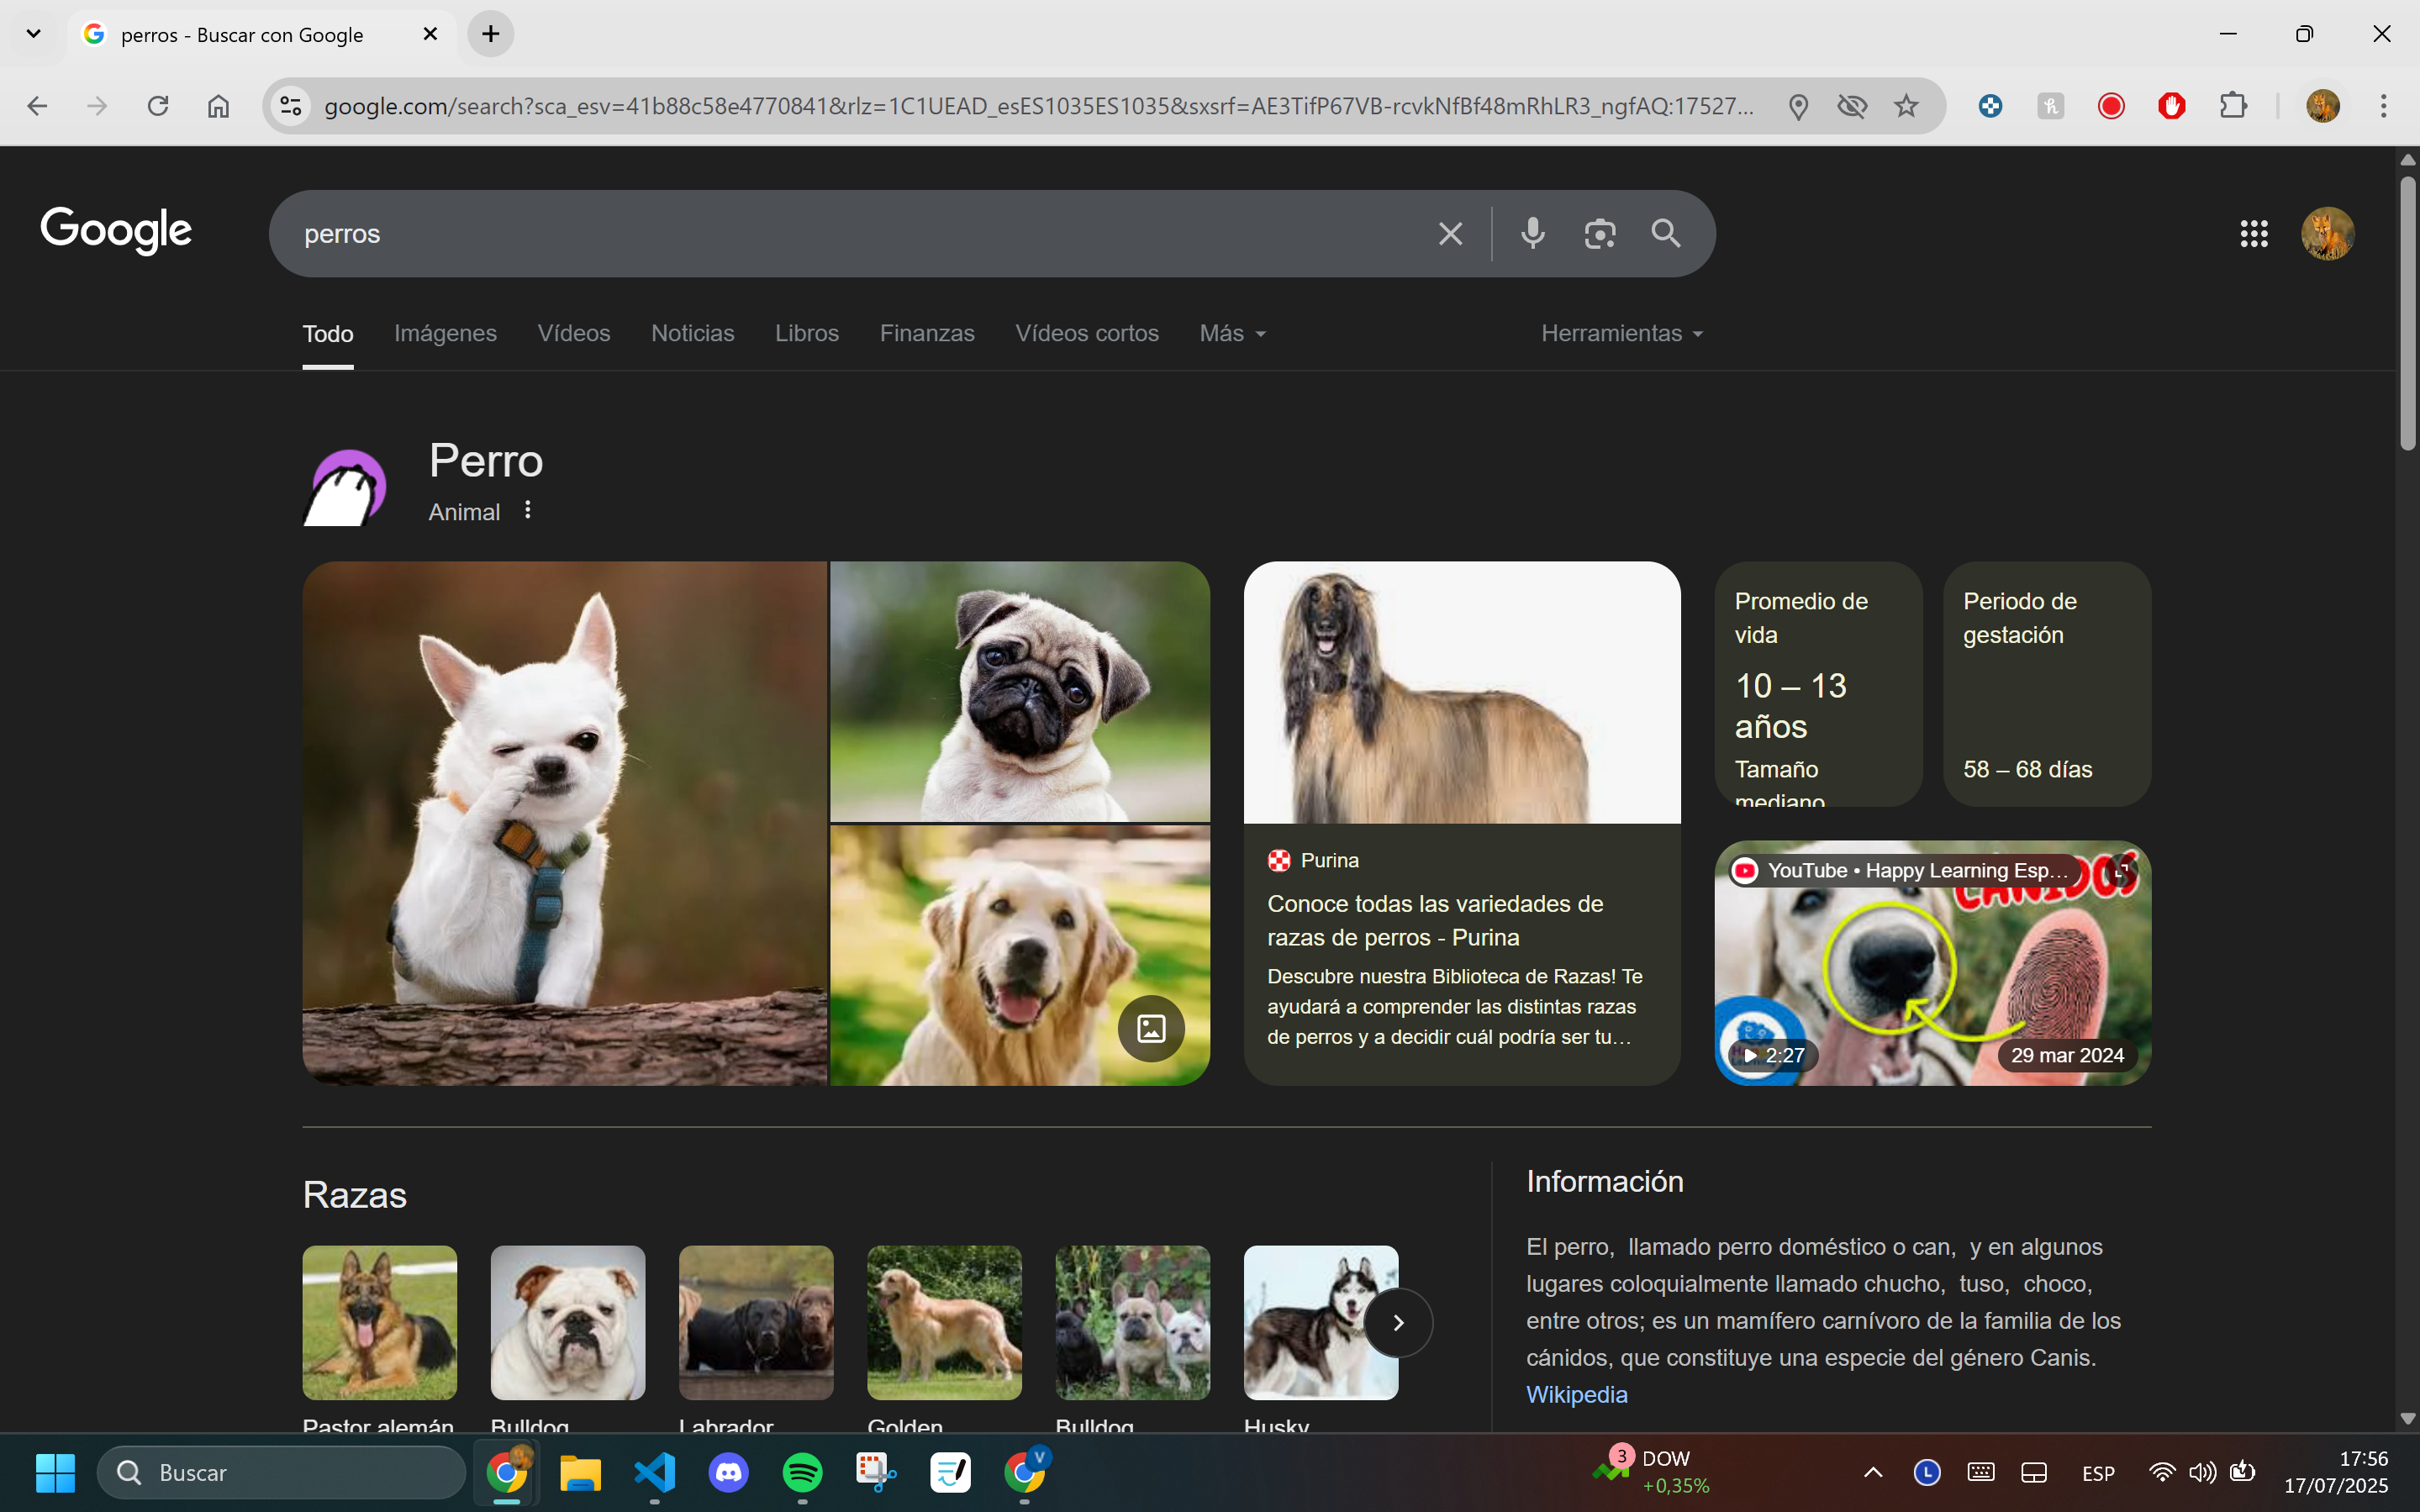 perros - Buscar con Google
google.com/search?sca_esv=41b88c58e4770841&rlz=1C1UEAD_esES1035ES1035&sxsrf=AE3TifP67VB-rcvkNfBf48mRhLR3_ngfAQ:17527...
Google
perros
Todo Imágenes Vídeos Noticias Libros Finanzas Vídeos cortos Más Herramientas
Perro
Animal
Purina
Conoce todas las variedades de
razas de perros - Purina
Descubre nuestra Biblioteca de Razas! Te
ayudará a comprender las distintas razas
de perros y a decidir cuál podría ser tu...
Promedio de
vida
10 – 13
años
Tamaño
mediano
Periodo de
gestación
58 – 68 días
YouTube • Happy Learning Esp...
CANIDOS
2:27
29 mar 2024
Razas
Pastor alemán Bulldog Labrador Golden Bulldog Husky
Información
El perro, llamado perro doméstico o can, y en algunos
lugares coloquialmente llamado chucho, tuso, choco,
entre otros; es un mamífero carnívoro de la familia de los
cánidos, que constituye una especie del género Canis.
Wikipedia
Buscar
V
3
DOW
+0,35%
L
ESP
17:56
17/07/2025